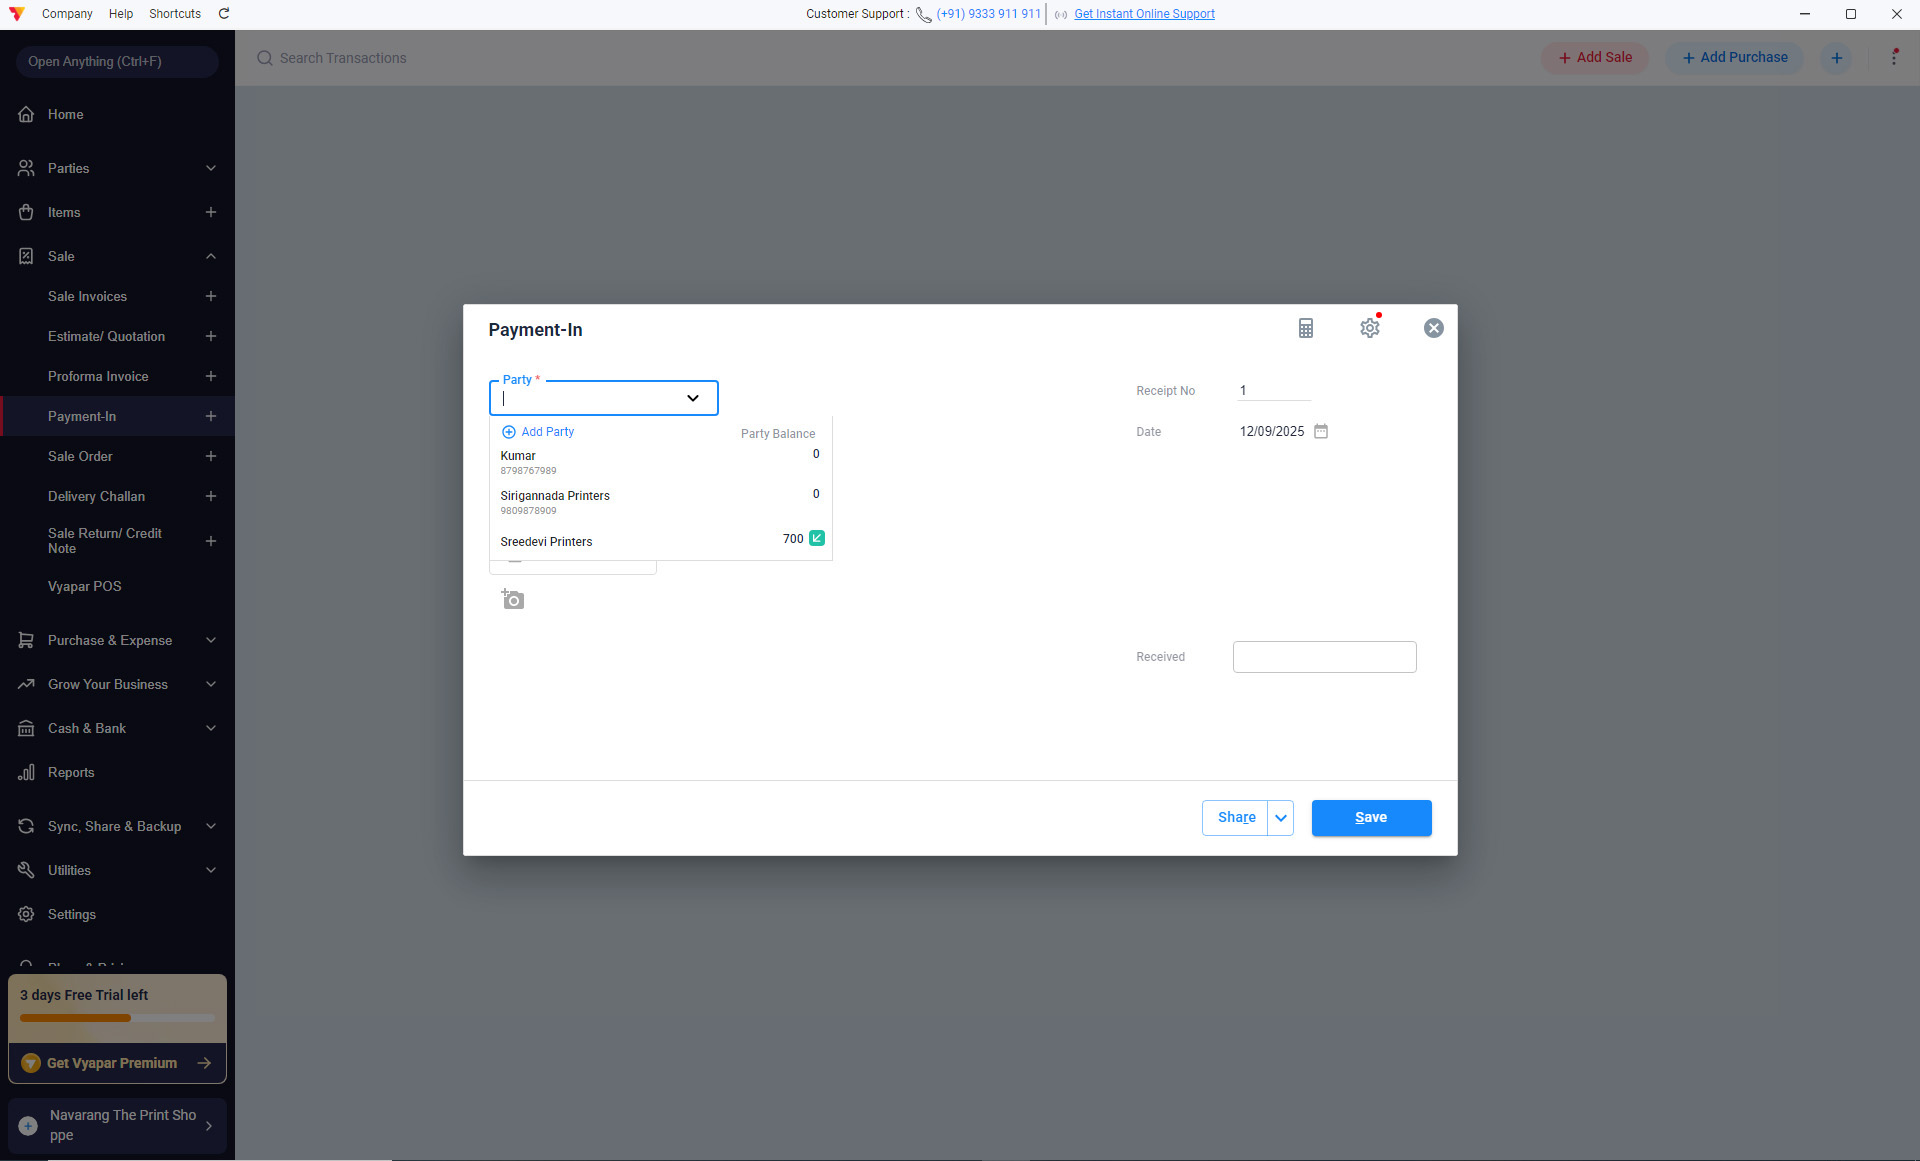 Company Help Shortcuts
Customer Support : (+91) 9333 911 911 Get Instant Online Support
Open Anything (Ctrl+F)
Search Transactions
Add Sale
Add Purchase
Home
Parties
Items
Sale
Sale Invoices
Estimate/ Quotation
Proforma Invoice
Payment-In
Sale Order
Delivery Challan
Sale Return/ Credit
Note
Vyapar POS
Purchase & Expense
Grow Your Business
Cash & Bank
Reports
Sync, Share & Backup
Utilities
Settings
3 days Free Trial left
Get Vyapar Premium
Navarang The Print Sho
ppe
Payment-In
Party *
Add Party Party Balance
Kumar 0
8798767989
Sirigannada Printers 0
9809878909
Sreedevi Printers 700
Receipt No 1
Date 12/09/2025
Received
Share
Save